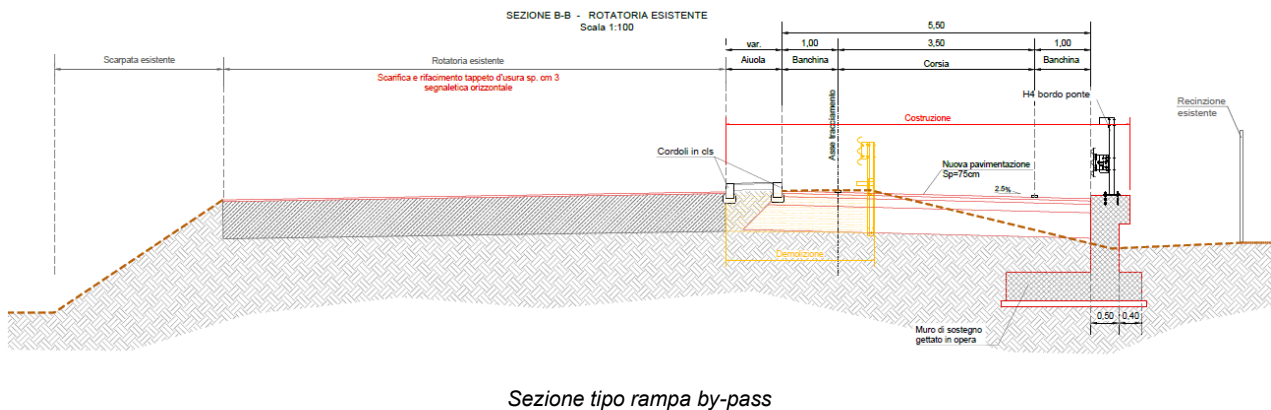 SEZIONE B-B - ROTATORIA ESISTENTE
Scala 1:100
5,50
var.
1,00
3,50
1,00
Scarpata esistente
Rotatoria esistente
Aiuola
Banchina
Corsia
Banchina
Scarifica e rifacimento tappeto d'usura sp. cm 3
segnaletica orizzontale
H4 bordo ponte
Recinzione
esistente
Costruzione
Asse tracciamento
Cordoli in cls
Nuova pavimentazione
Sp=75cm
2.5%
Demolizione
Muro di sostegno
gettato in opera
0,50
0,40
Sezione tipo rampa by-pass